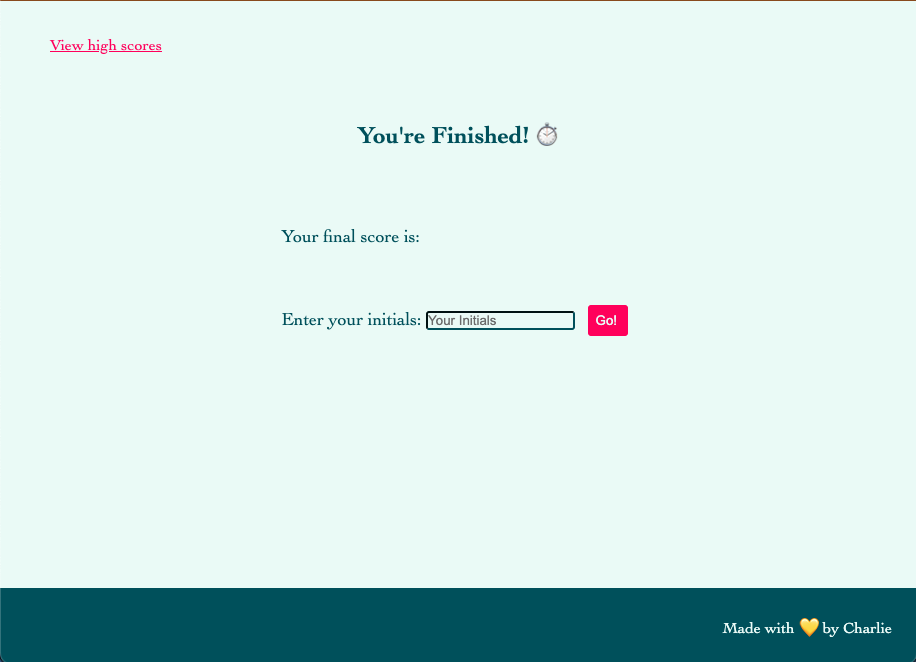 View high scores
You're Finished! ⏱
Your final score is:
Enter your initials: Your Initials Go!
Made with 💛 by Charlie